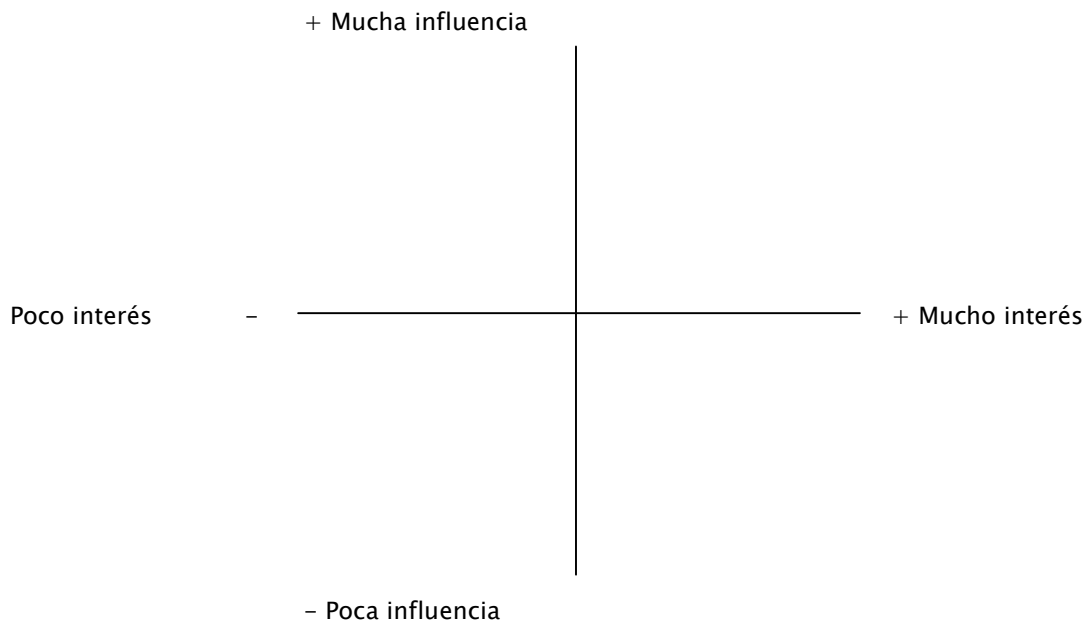 + Mucha influencia
Poco interés - + Mucho interés
- Poca influencia